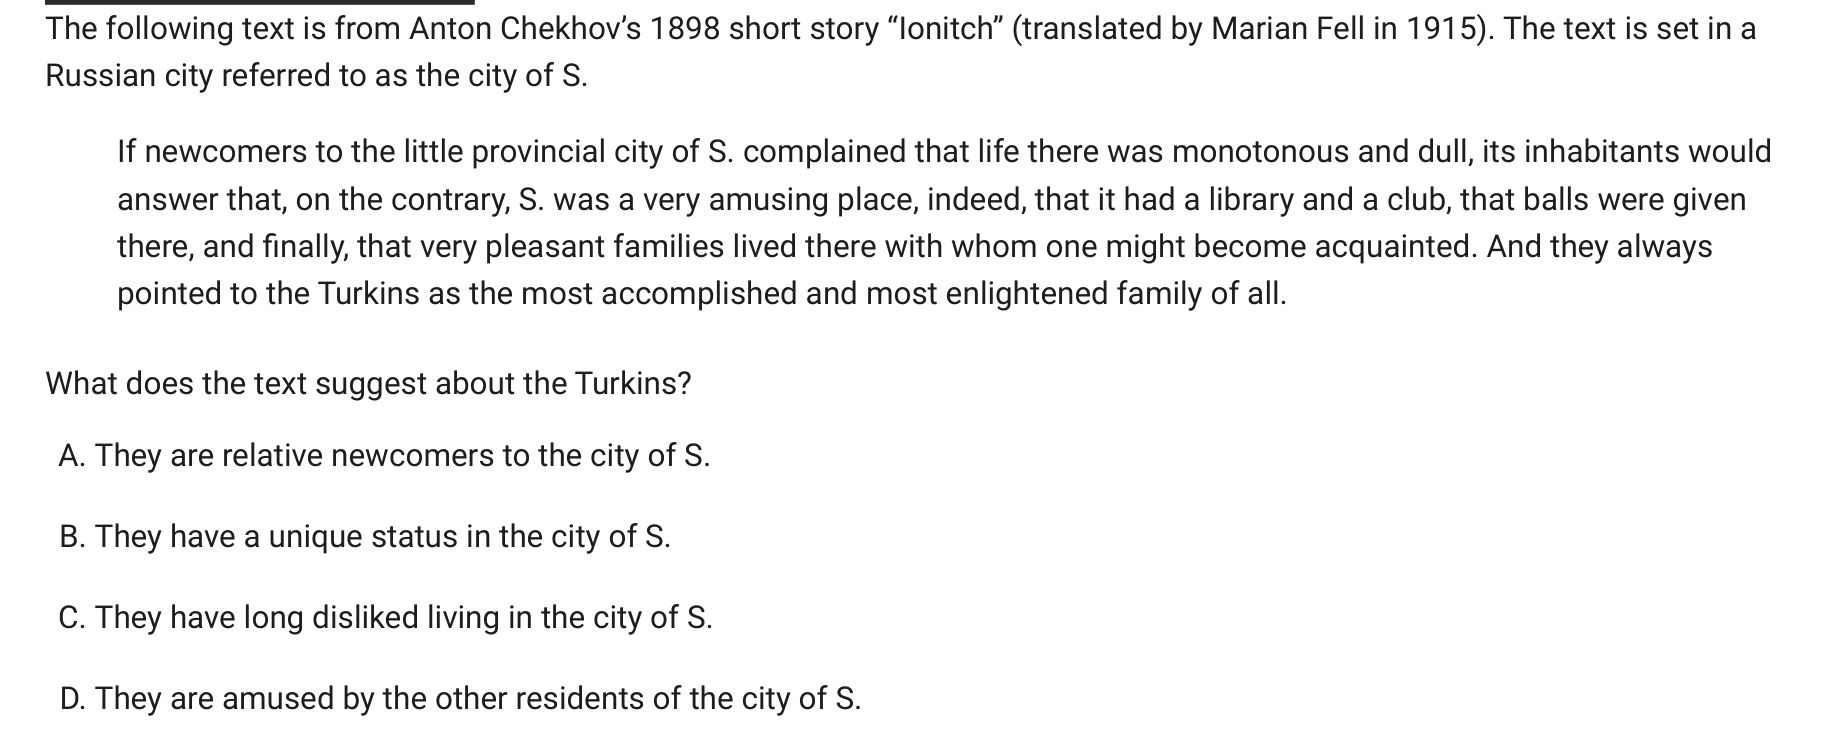 The following text is from Anton Chekhov’s 1898 short story “Ionitch” (translated by Marian Fell in 1915). The text is set in a
Russian city referred to as the city of S.
If newcomers to the little provincial city of S. complained that life there was monotonous and dull, its inhabitants would
answer that, on the contrary, S. was a very amusing place, indeed, that it had a library and a club, that balls were given
there, and finally, that very pleasant families lived there with whom one might become acquainted. And they always
pointed to the Turkins as the most accomplished and most enlightened family of all.
What does the text suggest about the Turkins?
A. They are relative newcomers to the city of S.
B. They have a unique status in the city of S.
C. They have long disliked living in the city of S.
D. They are amused by the other residents of the city of S.